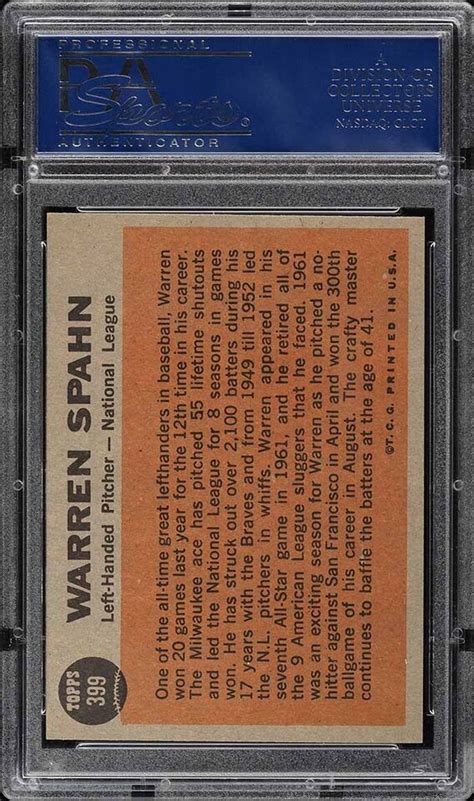 PROFESSIONAL
PSA
Sports
AUTHENTICATOR
A
DIVISION OF
COLLECTORS
UNIVERSE
NASDAQ: CLCT
TOPPS
399
WARREN SPAHN
Left-Handed Pitcher — National League
One of the all-time great lefthanders in baseball, Warren
won 20 games last year for the 12th time in his career.
The Milwaukee ace has pitched 55 lifetime shutouts
and led the National League for 8 seasons in games
won. He has struck out over 2,100 batters during his
17 years with the Braves and from 1949 till 1952 led
the N.L. pitchers in whiffs. Warren appeared in his
seventh All-Star game in 1961, and he retired all of
the 9 American League sluggers that he faced. 1961
was an exciting season for Warren as he pitched a no-
hitter against San Francisco in April and won the 300th
ballgame of his career in August. The crafty master
continues to baffle the batters at the age of 41.
©T.C.G. PRINTED IN U.S.A.